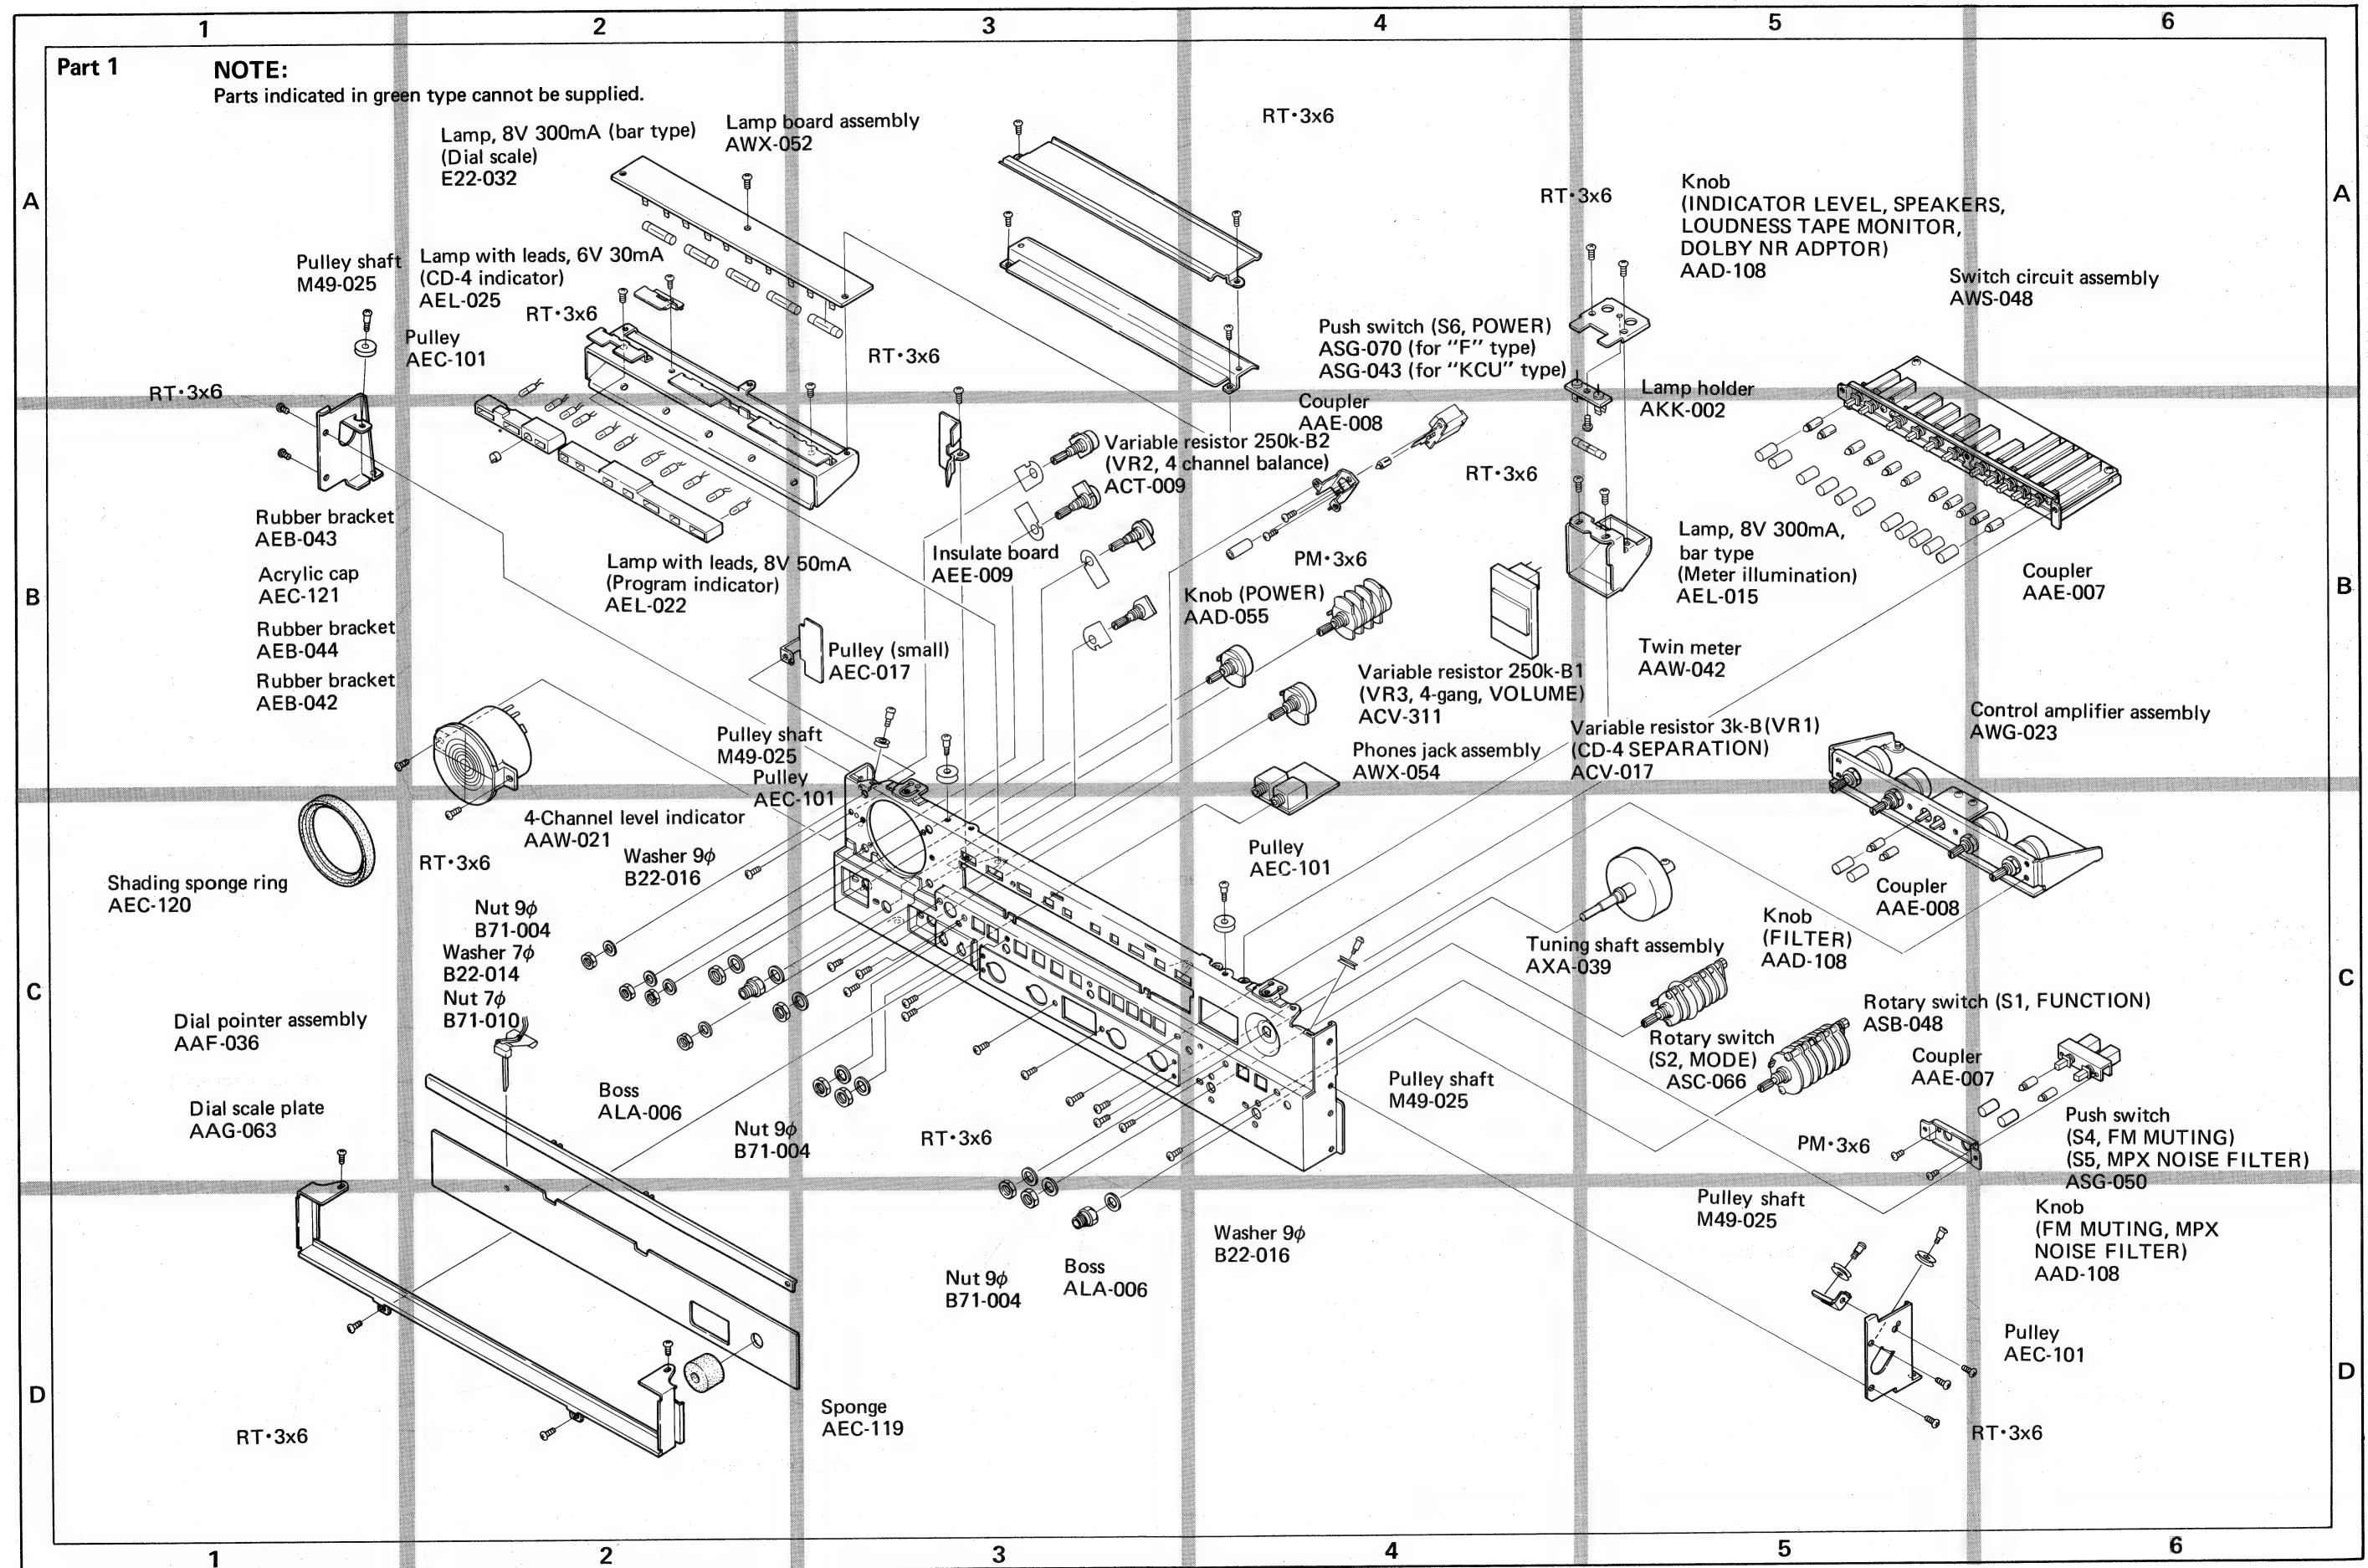 1 2 3 4 5 6
Part 1
NOTE:
Parts indicated in green type cannot be supplied.
A
A
Lamp, 8V 300mA (bar type)
(Dial scale)
E22-032
Lamp board assembly
AWX-052
RT·3x6
RT·3x6
Knob
(INDICATOR LEVEL, SPEAKERS,
LOUDNESS TAPE MONITOR,
DOLBY NR ADPTOR)
AAD-108
Pulley shaft
M49-025
Lamp with leads, 6V 30mA
(CD-4 indicator)
AEL-025
RT·3x6
Switch circuit assembly
AWS-048
Pulley
AEC-101
RT·3x6
Push switch (S6, POWER)
ASG-070 (for "F" type)
ASG-043 (for "KCU" type)
RT·3x6
Lamp holder
AKK-002
Coupler
AAE-008
Variable resistor 250k-B2
(VR2, 4 channel balance)
ACT-009
RT·3x6
B
B
Rubber bracket
AEB-043
Acrylic cap
AEC-121
Rubber bracket
AEB-044
Rubber bracket
AEB-042
Lamp with leads, 8V 50mA
(Program indicator)
AEL-022
Insulate board
AEE-009
PM·3x6
Knob (POWER)
AAD-055
Lamp, 8V 300mA,
bar type
(Meter illumination)
AEL-015
Coupler
AAE-007
Pulley (small)
AEC-017
Twin meter
AAW-042
Variable resistor 250k-B1
(VR3, 4-gang, VOLUME)
ACV-311
Pulley shaft
M49-025
Pulley
AEC-101
Phones jack assembly
AWX-054
Variable resistor 3k-B(VR1)
(CD-4 SEPARATION)
ACV-017
Control amplifier assembly
AWG-023
4-Channel level indicator
AAW-021
Shading sponge ring
AEC-120
RT·3x6
Washer 9φ
B22-016
Pulley
AEC-101
Coupler
AAE-008
Nut 9φ
B71-004
Washer 7φ
B22-014
Nut 7φ
B71-010
Tuning shaft assembly
AXA-039
Knob
(FILTER)
AAD-108
C
C
Dial pointer assembly
AAF-036
Rotary switch (S1, FUNCTION)
ASB-048
Rotary switch
(S2, MODE)
ASC-066
Coupler
AAE-007
Dial scale plate
AAG-063
Boss
ALA-006
Nut 9φ
B71-004
RT·3x6
Pulley shaft
M49-025
PM·3x6
Push switch
(S4, FM MUTING)
(S5, MPX NOISE FILTER)
ASG-050
Pulley shaft
M49-025
Knob
(FM MUTING, MPX
NOISE FILTER)
AAD-108
Washer 9φ
B22-016
Nut 9φ
B71-004
Boss
ALA-006
Pulley
AEC-101
D
D
Sponge
AEC-119
RT·3x6
RT·3x6
1 2 3 4 5 6